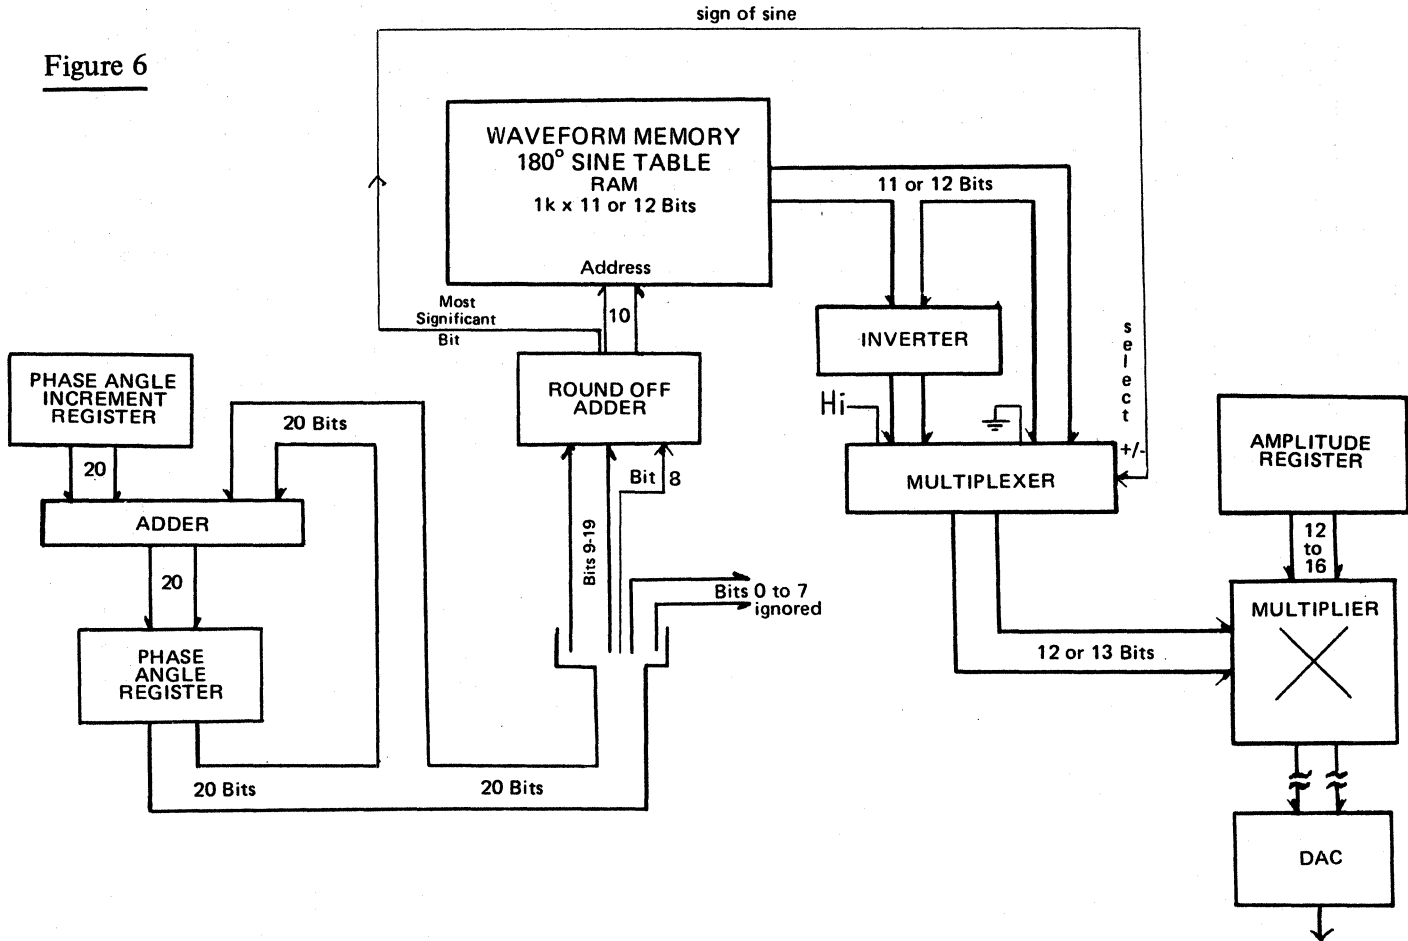 sign of sine
Figure 6
WAVEFORM MEMORY
180° SINE TABLE
RAM
1k x 11 or 12 Bits
Address
11 or 12 Bits
Most
Significant
Bit
10
INVERTER
select
+/-
PHASE ANGLE
INCREMENT
REGISTER
20 Bits
ROUND OFF
ADDER
Hi
AMPLITUDE
REGISTER
20
Bit 8
MULTIPLEXER
ADDER
Bits 9-19
12
to
16
20
Bits 0 to 7
ignored
MULTIPLIER
PHASE
ANGLE
REGISTER
12 or 13 Bits
20 Bits
20 Bits
DAC